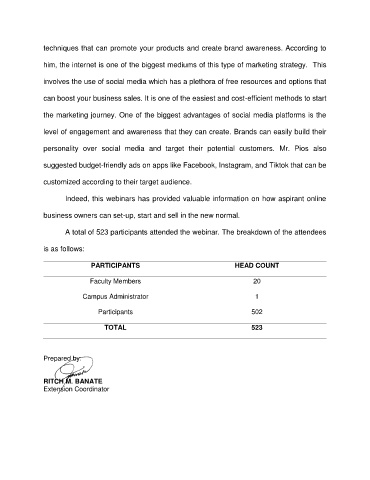 techniques that can promote your products and create brand awareness. According to
him, the internet is one of the biggest mediums of this type of marketing strategy. This
involves the use of social media which has a plethora of free resources and options that
can boost your business sales. It is one of the easiest and cost-efficient methods to start
the marketing journey. One of the biggest advantages of social media platforms is the
level of engagement and awareness that they can create. Brands can easily build their
personality over social media and target their potential customers. Mr. Pios also
suggested budget-friendly ads on apps like Facebook, Instagram, and Tiktok that can be
customized according to their target audience.
Indeed, this webinars has provided valuable information on how aspirant online
business owners can set-up, start and sell in the new normal.
A total of 523 participants attended the webinar. The breakdown of the attendees
is as follows:
PARTICIPANTS HEAD COUNT
Faculty Members 20
Campus Administrator 1
Participants 502
TOTAL 523
Prepared by:
RITCH M. BANATE
Extension Coordinator